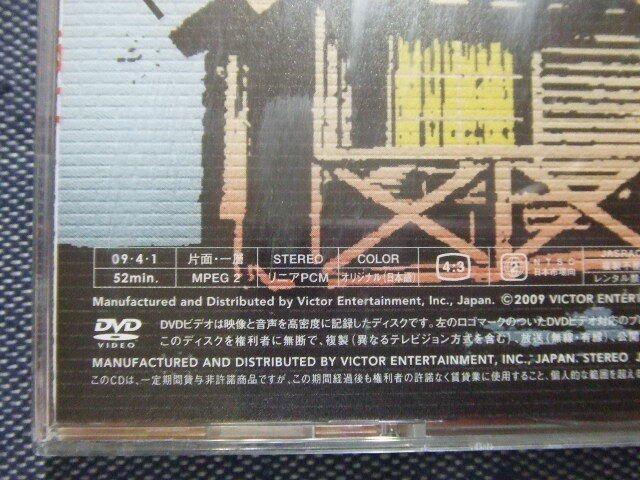 09·4·1 片面・一層 STEREO COLOR 4:3 2 NTSC JASRAC
52min. MPEG 2 リニアPCM オリジナル(日本語) 日本市場向 レンタル
Manufactured and Distributed by Victor Entertainment, Inc., Japan. ©2009 VICTOR ENTER
DVD VIDEO
DVDビデオは映像と音声を高密度に記録したディスクです。左のロゴマークのついたDVDビデオ対応のプ
このディスクを権利者に無断で、複製(異なるテレビジョン方式を含む)、放送(無線・有線)、公衆
MANUFACTURED AND DISTRIBUTED BY VICTOR ENTERTAINMENT, INC., JAPAN. STEREO
このCDは、一定期間貸与非許諾商品ですが、この期間経過後も権利者の許諾なく賃貸業に使用すること、個人的な範囲を超える